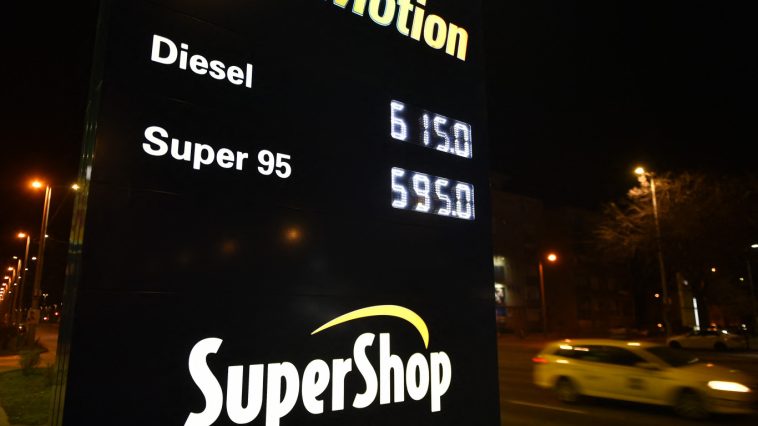 Motion
Diesel 615.0
Super 95 595.0
SuperShop